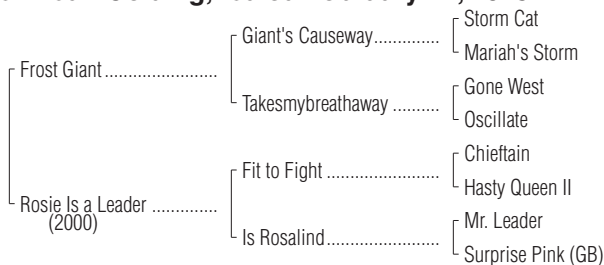 Storm Cat
Giant's Causeway..............
Mariah's Storm
Frost Giant ........................
Gone West
Takesmybreathaway ..........
Oscillate
Chieftain
Fit to Fight ........................
Hasty Queen II
Rosie Is a Leader ..............
(2000)
Mr. Leader
Is Rosalind........................
Surprise Pink (GB)